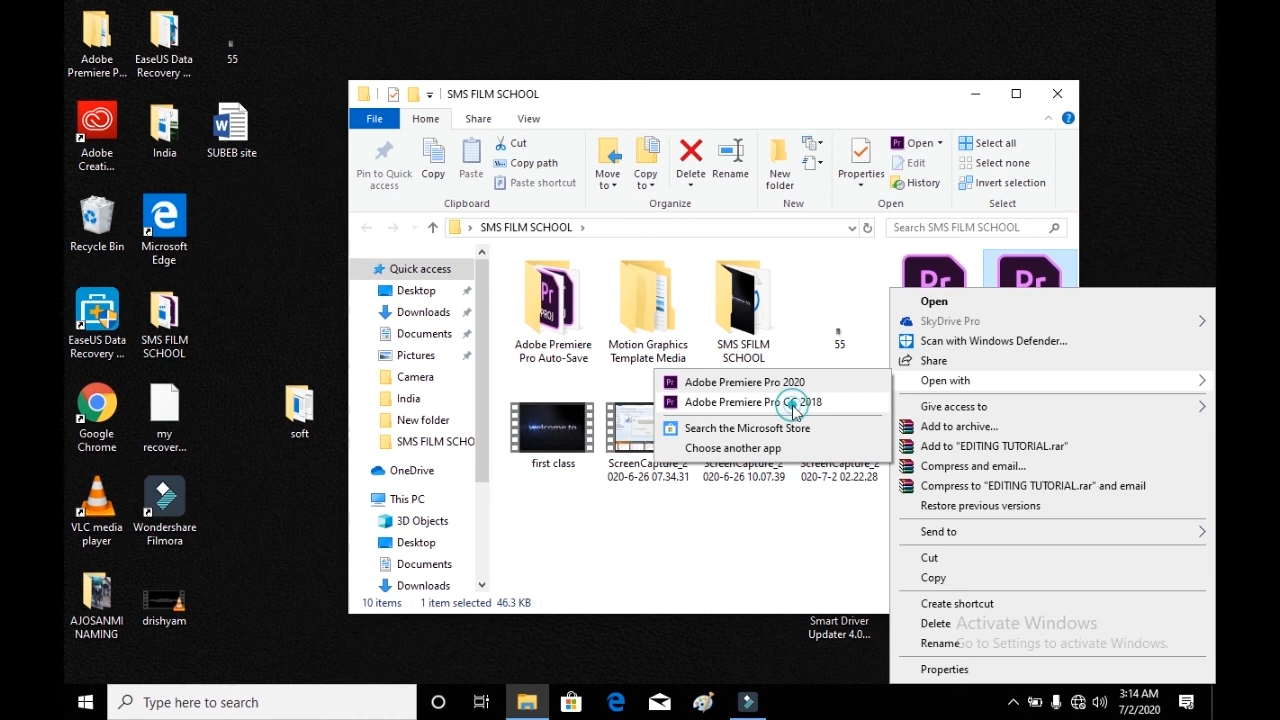 Adobe
Premiere P...
EaseUS Data
Recovery ...
55
Adobe
Creati...
India
SUBEB site
Recycle Bin
Microsoft
Edge
EaseUS Data
Recovery ...
SMS FILM
SCHOOL
Google
Chrome
my
recover...
soft
VLC media
player
Wondershare
Filmora
AJOSANMI
NAMING
drishyam
SMS FILM SCHOOL
File
Home
Share
View
Pin to Quick
access
Copy
Paste
Cut
Copy path
Paste shortcut
Clipboard
Move
to
Copy
to
Delete
Rename
Organize
New
folder
New
Properties
Open
Edit
History
Open
Select all
Select none
Invert selection
Select
SMS FILM SCHOOL
Search SMS FILM SCHOOL
Quick access
Desktop
Downloads
Documents
Pictures
Camera
India
New folder
SMS FILM SCHO
OneDrive
This PC
3D Objects
Desktop
Documents
Downloads
Pr
PROJ
Adobe Premiere
Pro Auto-Save
Motion Graphics
Template Media
SMS SFILM
SCHOOL
55
Pr
Pr
welcome to
first class
ScreenCapture_2
020-6-26 07.34.31
ScreenCapture_2
020-6-26 10.07.39
ScreenCapture_2
020-7-2 02.22.28
10 items
1 item selected 46.3 KB
Adobe Premiere Pro 2020
Adobe Premiere Pro CC 2018
Search the Microsoft Store
Choose another app
Open
SkyDrive Pro
Scan with Windows Defender...
Share
Open with
Give access to
Add to archive...
Add to "EDITING TUTORIAL.rar"
Compress and email...
Compress to "EDITING TUTORIAL.rar" and email
Restore previous versions
Send to
Cut
Copy
Create shortcut
Delete
Rename
Properties
Activate Windows
Go to Settings to activate Windows.
Smart Driver
Updater 4.0...
Type here to search
3:14 AM
7/2/2020